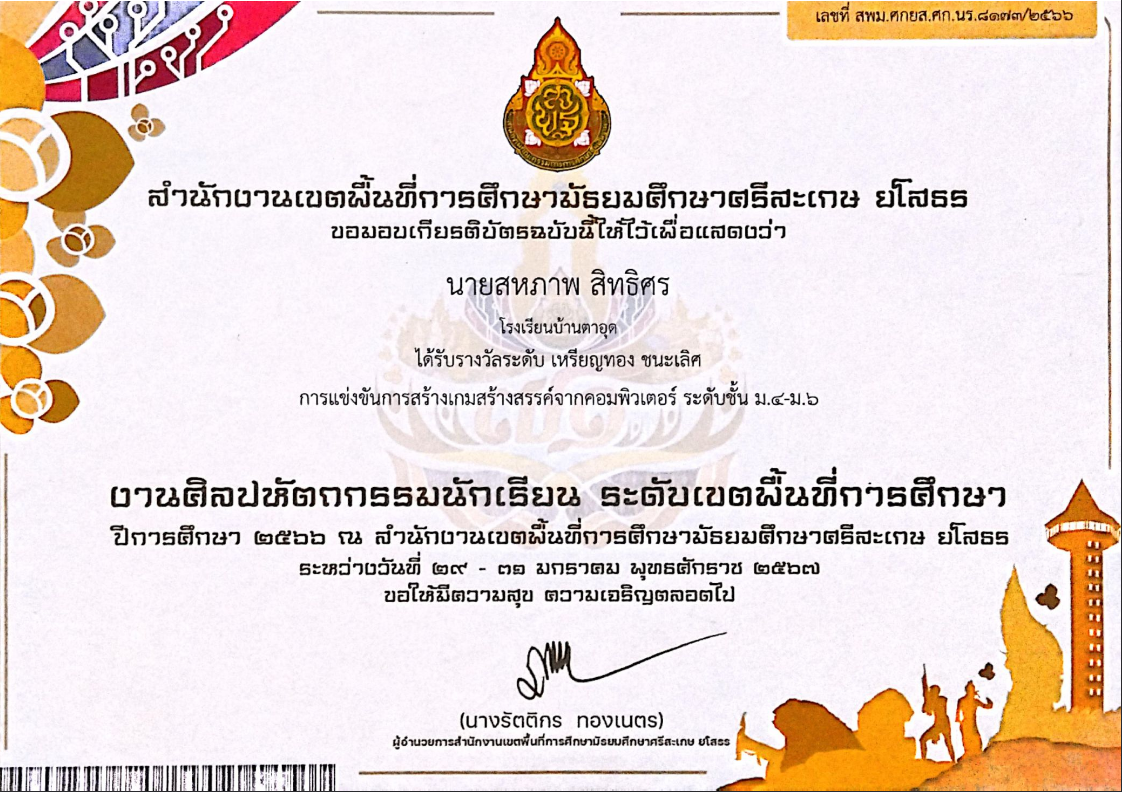 เลขที่ สพม.ศกยส.ศก.นร.๘๑๗๓/๒๕๖๖
สำนักงานเขตพื้นที่การศึกษามัธยมศึกษาศรีสะเกษ ยโสธร
ขอมอบเกียรติบัตรฉบับนี้ให้ไว้เพื่อแสดงว่า
นายสหภาพ สิทธิศร
โรงเรียนบ้านตาอุด
ได้รับรางวัลระดับ เหรียญทอง ชนะเลิศ
การแข่งขันการสร้างเกมสร้างสรรค์จากคอมพิวเตอร์ ระดับชั้น ม.๔-ม.๖
งานศิลปหัตถกรรมนักเรียน ระดับเขตพื้นที่การศึกษา
ปีการศึกษา ๒๕๖๖ ณ สำนักงานเขตพื้นที่การศึกษามัธยมศึกษาศรีสะเกษ ยโสธร
ระหว่างวันที่ ๒๙ - ๓๑ มกราคม พุทธศักราช ๒๕๖๗
ขอให้มีความสุข ความเจริญตลอดไป
(นางรัตติกร ทองเนตร)
ผู้อำนวยการสำนักงานเขตพื้นที่การศึกษามัธยมศึกษาศรีสะเกษ ยโสธร